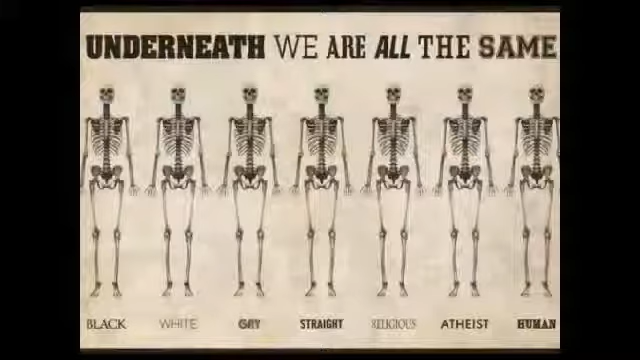 UNDERNEATH WE ARE ALL THE SAME
BLACK WHITE GAY STRAIGHT RELIGIOUS ATHEIST HUMAN